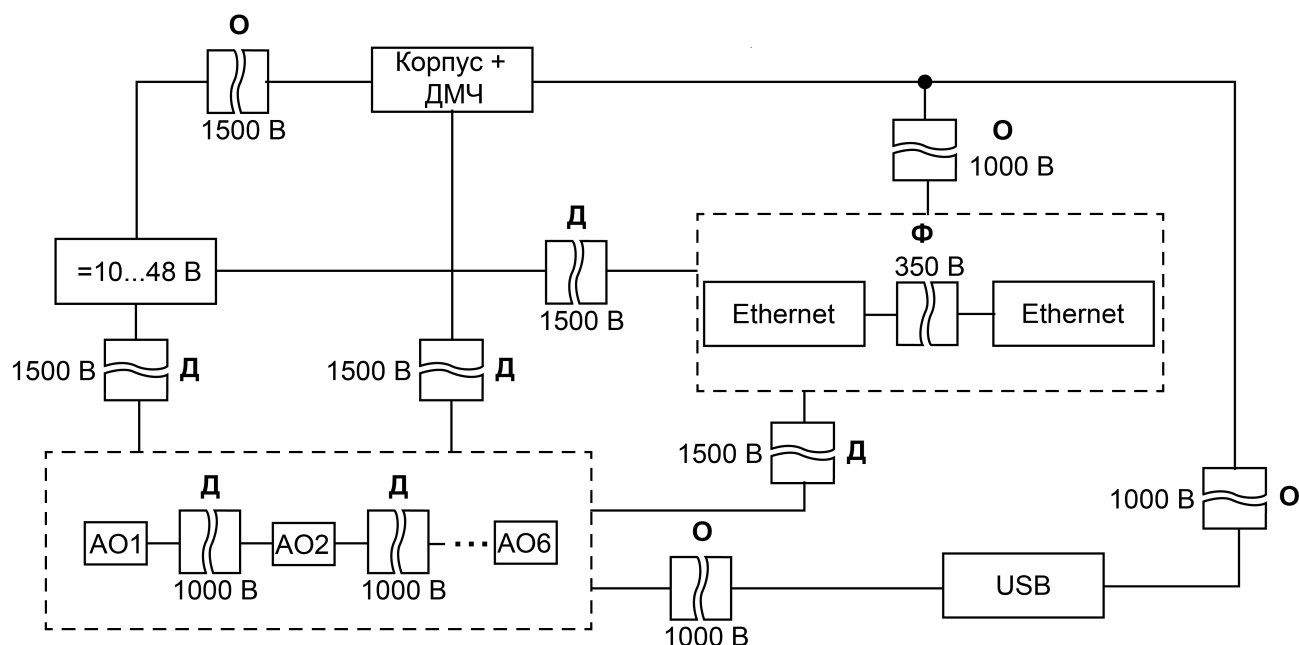 О
1500 В
Корпус +
ДМЧ
О
1000 В
Д
1500 В
=10...48 В
Ф
350 В
Ethernet
Ethernet
1500 В
Д
1500 В
Д
1500 В
Д
1000 В
О
Д
Д
АО1
АО2
...
АО6
1000 В
1000 В
О
1000 В
USB